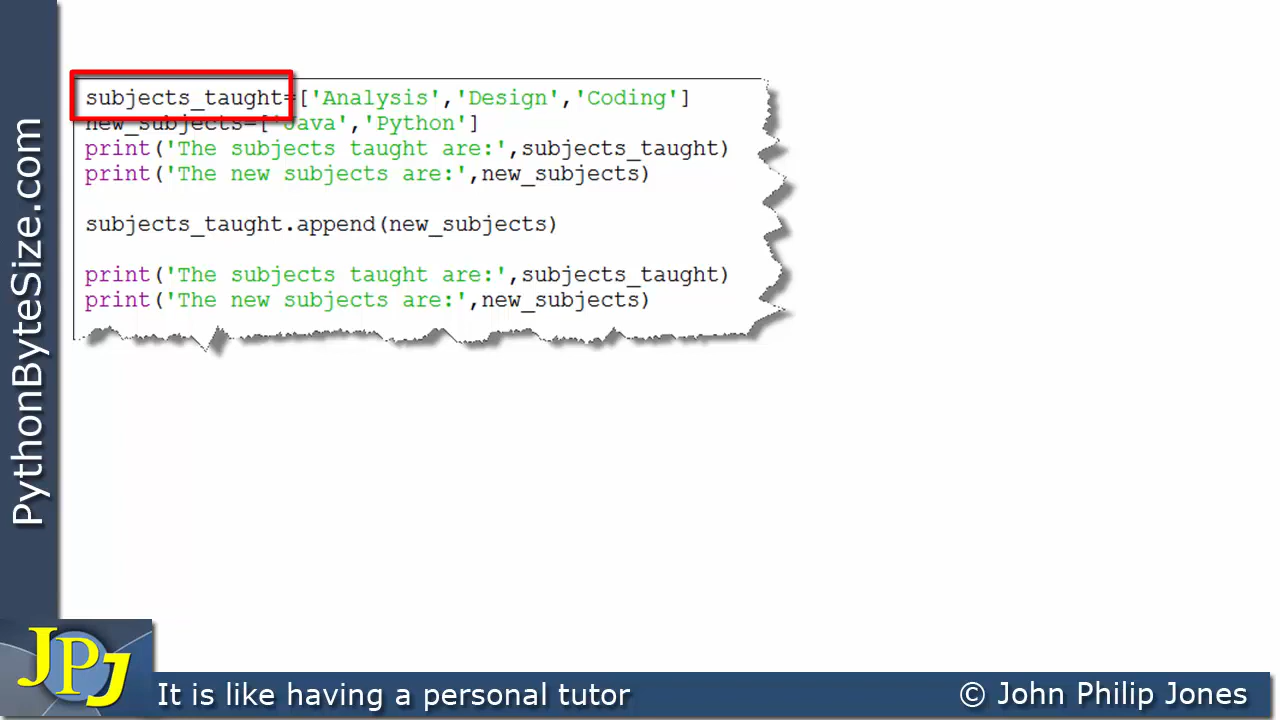 subjects_taught=['Analysis','Design','Coding']
new_subjects=['Java','Python']
print('The subjects taught are:',subjects_taught)
print('The new subjects are:',new_subjects)
subjects_taught.append(new_subjects)
print('The subjects taught are:',subjects_taught)
print('The new subjects are:',new_subjects)
PythonByteSize.com
JPJ
It is like having a personal tutor
© John Philip Jones